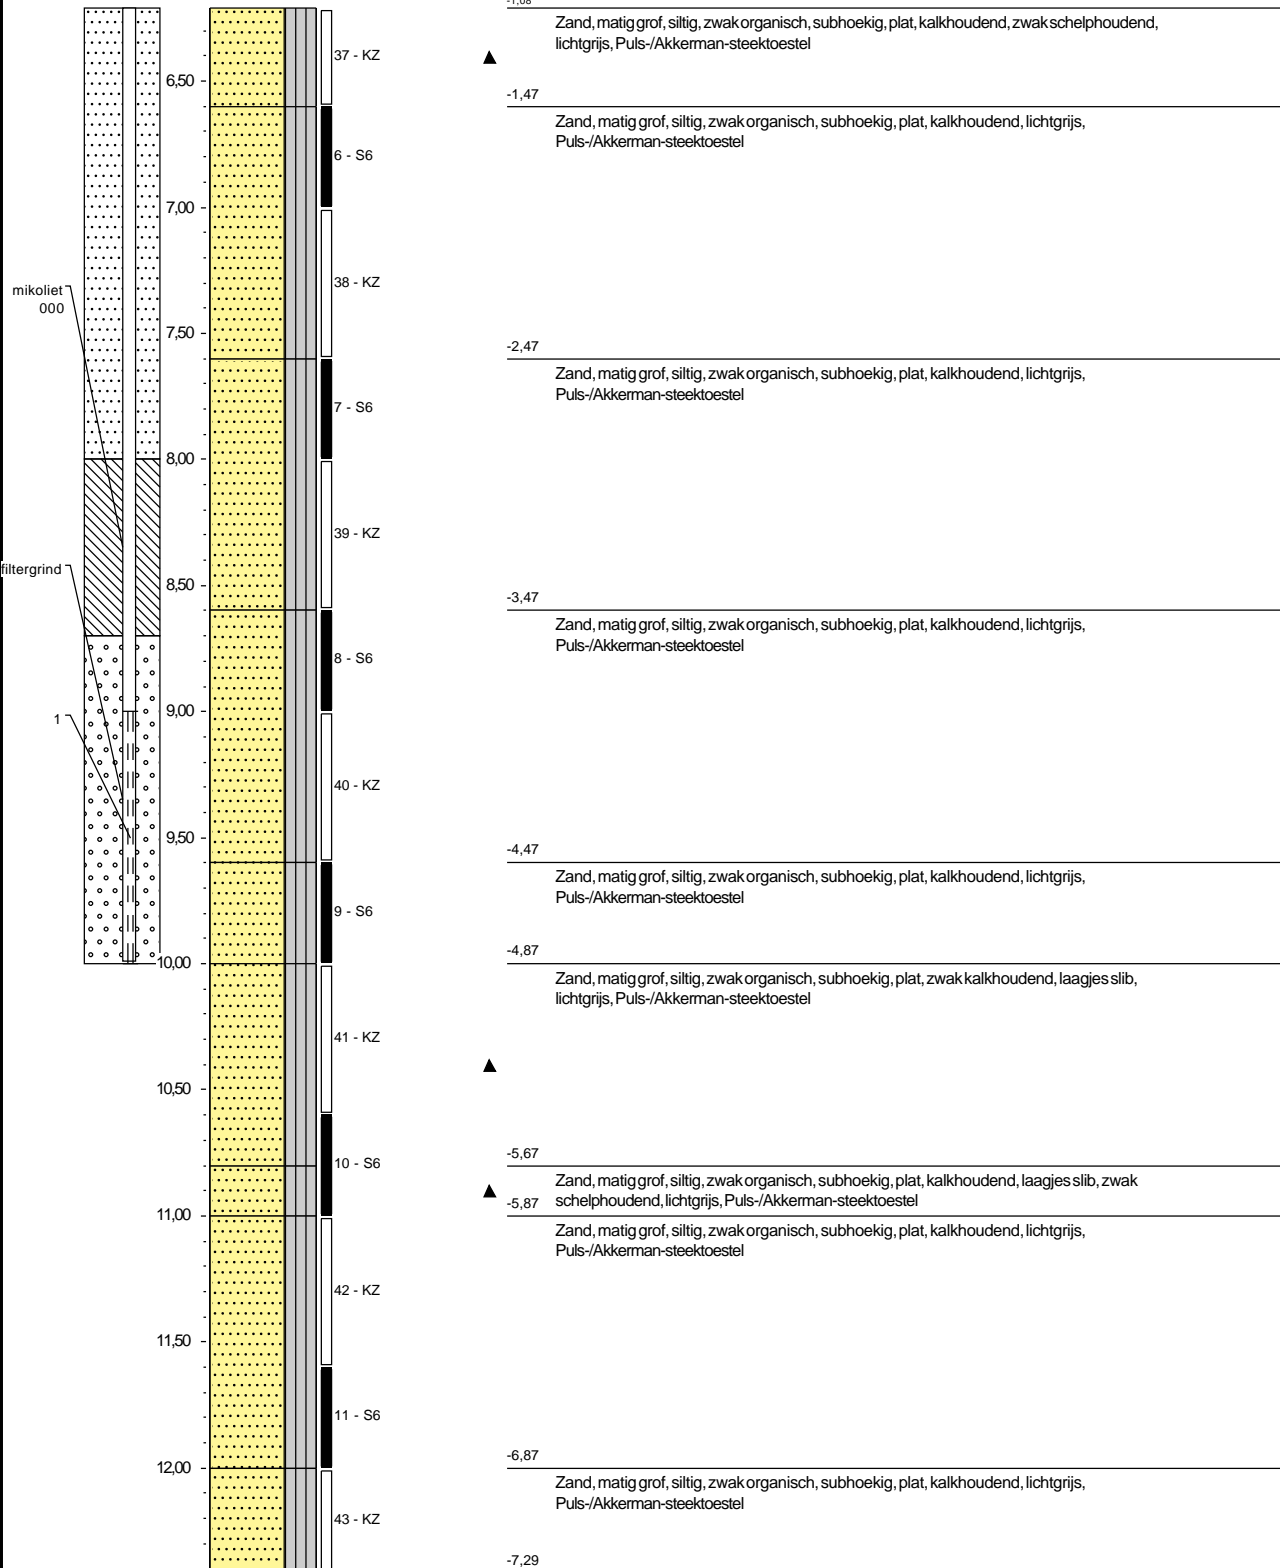 -1,08
Zand, matig grof, siltig, zwak organisch, subhoekig, plat, kalkhoudend, zwak schelphoudend,
lichtgrijs, Puls-/Akkerman-steektoestel
37 - KZ
6,50
-1,47
Zand, matig grof, siltig, zwak organisch, subhoekig, plat, kalkhoudend, lichtgrijs,
Puls-/Akkerman-steektoestel
6 - S6
7,00
38 - KZ
mikoliet
000
7,50
-2,47
Zand, matig grof, siltig, zwak organisch, subhoekig, plat, kalkhoudend, lichtgrijs,
Puls-/Akkerman-steektoestel
7 - S6
8,00
39 - KZ
filtergrind
8,50
-3,47
Zand, matig grof, siltig, zwak organisch, subhoekig, plat, kalkhoudend, lichtgrijs,
Puls-/Akkerman-steektoestel
8 - S6
9,00
1
40 - KZ
9,50
-4,47
Zand, matig grof, siltig, zwak organisch, subhoekig, plat, kalkhoudend, lichtgrijs,
Puls-/Akkerman-steektoestel
9 - S6
-4,87
10,00
Zand, matig grof, siltig, zwak organisch, subhoekig, plat, zwak kalkhoudend, laagjes slib,
lichtgrijs, Puls-/Akkerman-steektoestel
41 - KZ
10,50
-5,67
10 - S6
Zand, matig grof, siltig, zwak organisch, subhoekig, plat, kalkhoudend, laagjes slib, zwak
schelphoudend, lichtgrijs, Puls-/Akkerman-steektoestel
-5,87
11,00
Zand, matig grof, siltig, zwak organisch, subhoekig, plat, kalkhoudend, lichtgrijs,
Puls-/Akkerman-steektoestel
42 - KZ
11,50
11 - S6
-6,87
12,00
Zand, matig grof, siltig, zwak organisch, subhoekig, plat, kalkhoudend, lichtgrijs,
Puls-/Akkerman-steektoestel
43 - KZ
-7,29